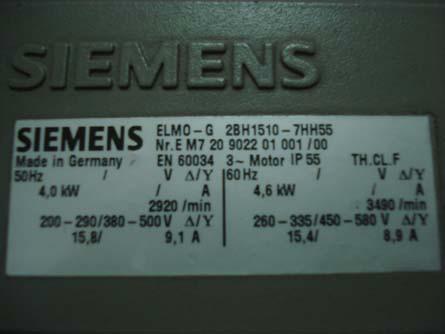 SIEMENS
SIEMENS ELMO-G 2BH1510-7HH55
Nr.E M7 20 9022 01 001 /00
Made in Germany EN 60034 3~ Motor IP 55 TH.CL.F
50Hz / V Δ/Y 60 Hz / V Δ/Y
4,0 kW / A 4,6 kW / A
2920 /min 3490 /min
200-290/380-500 V Δ/Y 260-335/450-580 V Δ/Y
15,8/ 9,1 A 15,4/ 8,9 A